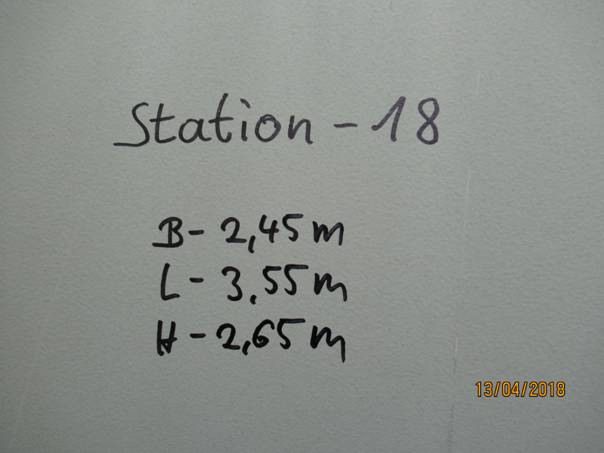 Station - 18
B - 2,45 m
L - 3,55 m
H - 2,65 m
13/04/2018